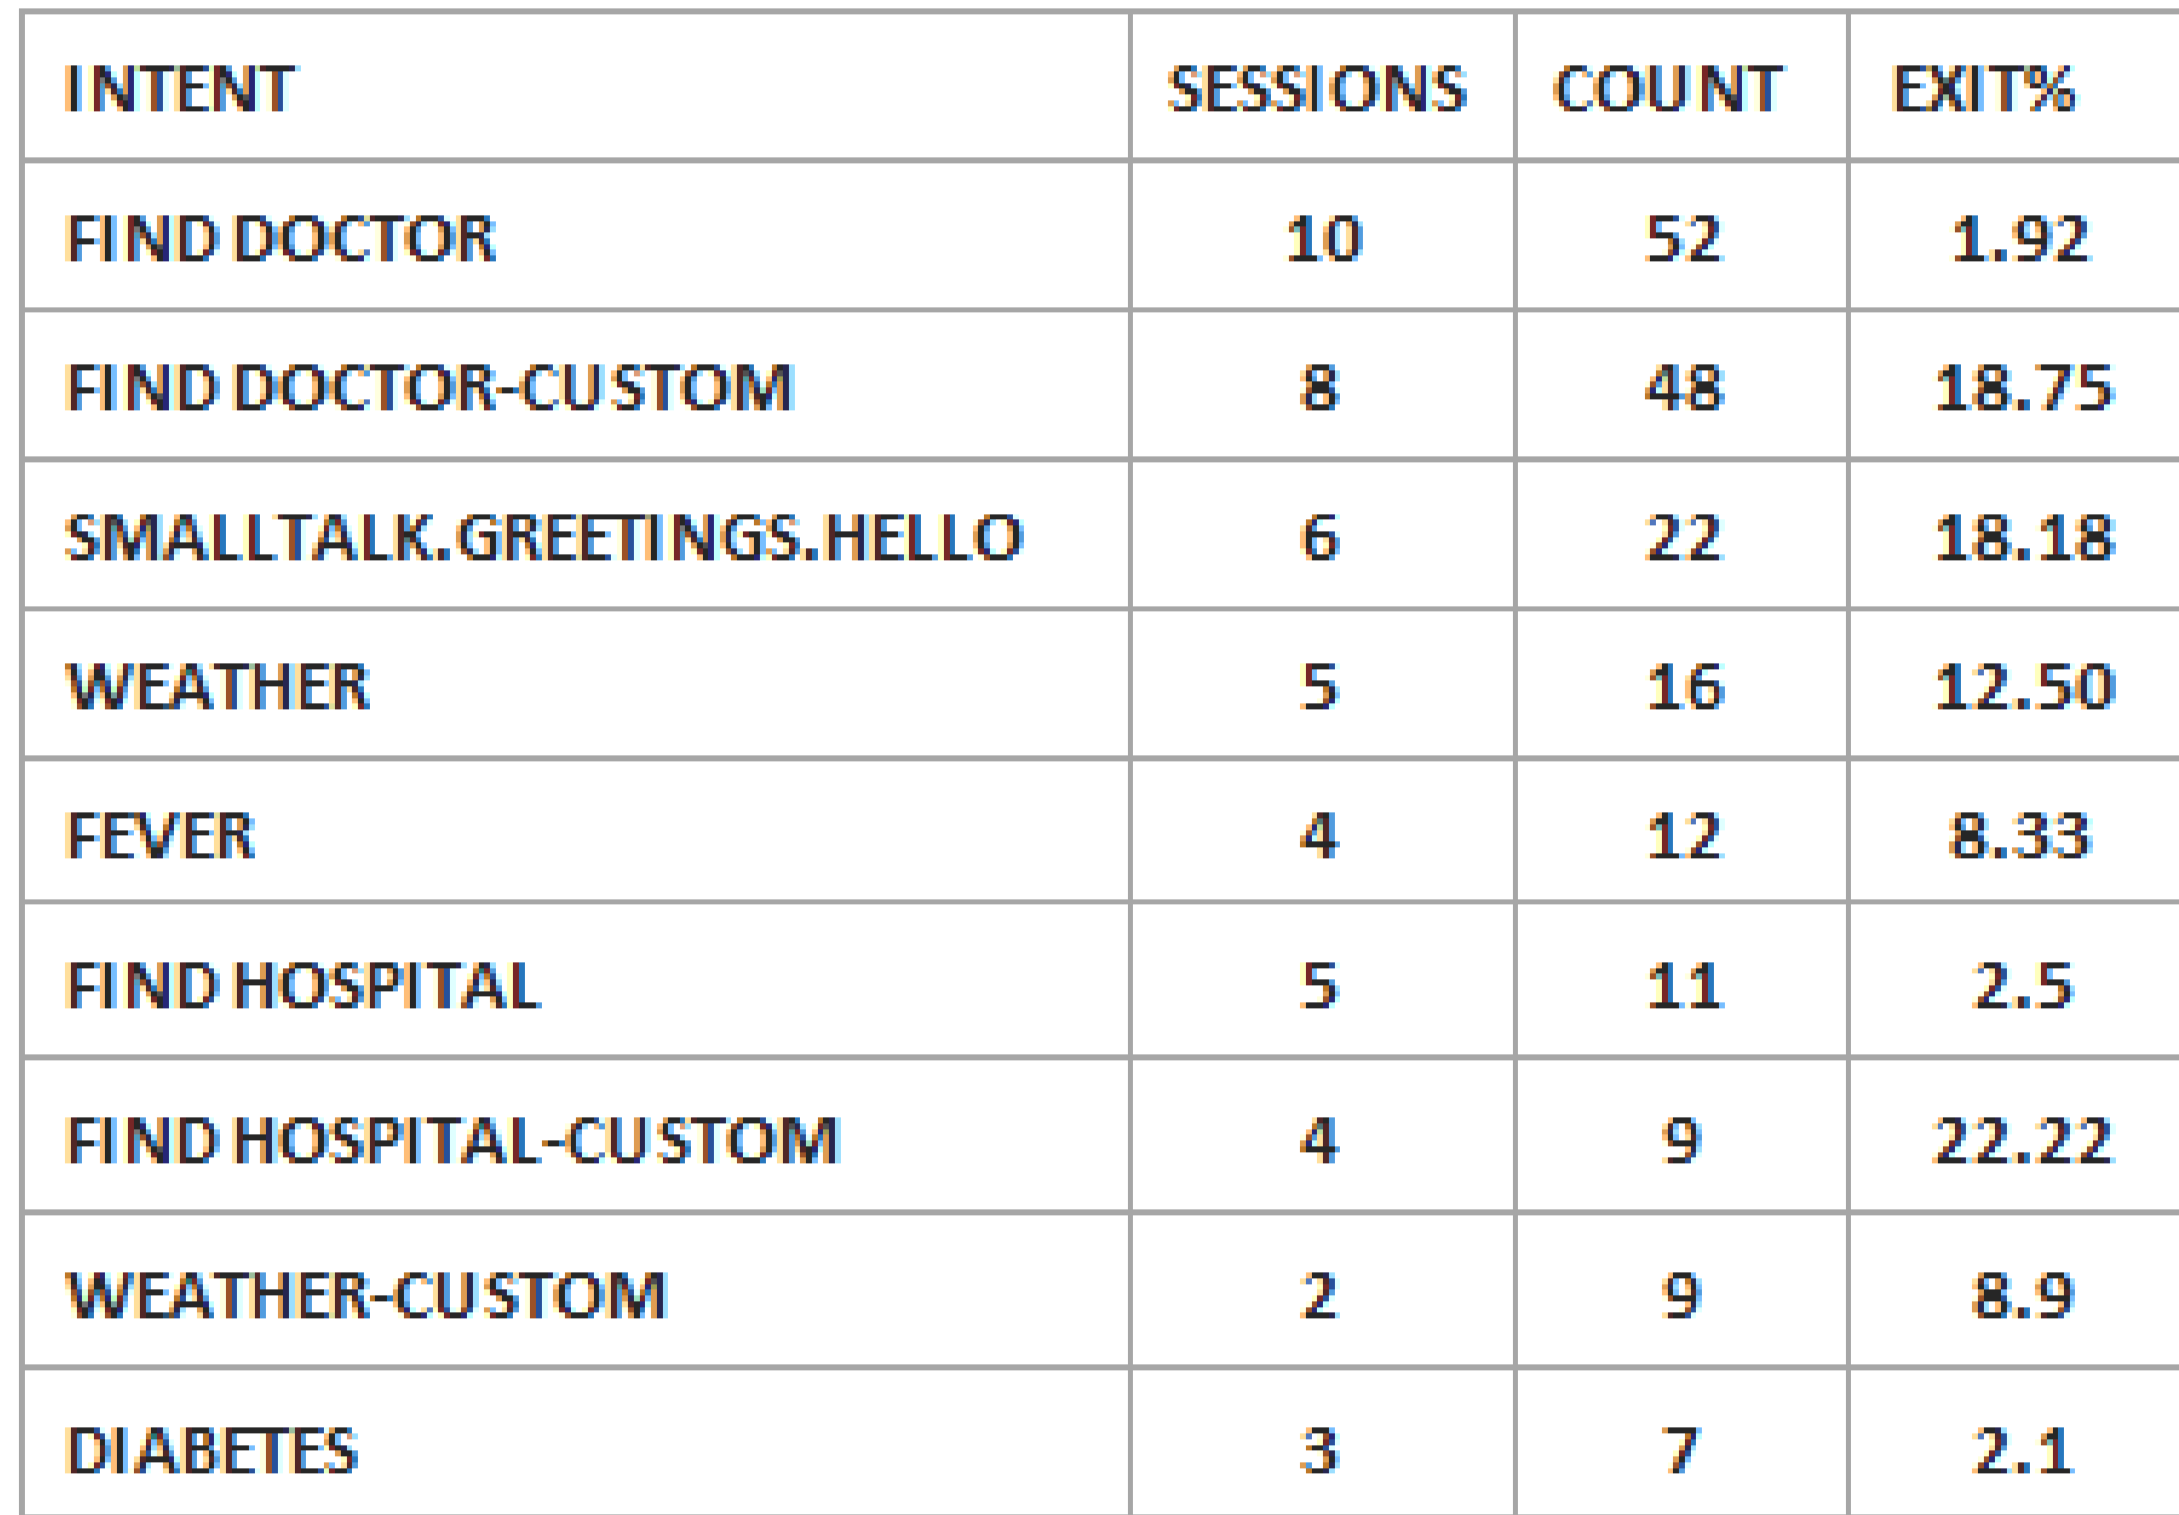 INTENT SESSIONS COUNT EXIT%
FIND DOCTOR 10 52 1.92
FIND DOCTOR-CUSTOM 8 48 18.75
SMALLTALK.GREETINGS.HELLO 6 22 18.18
WEATHER 5 16 12.50
FEVER 4 12 8.33
FIND HOSPITAL 5 11 2.5
FIND HOSPITAL-CUSTOM 4 9 22.22
WEATHER-CUSTOM 2 9 8.9
DIABETES 3 7 2.1